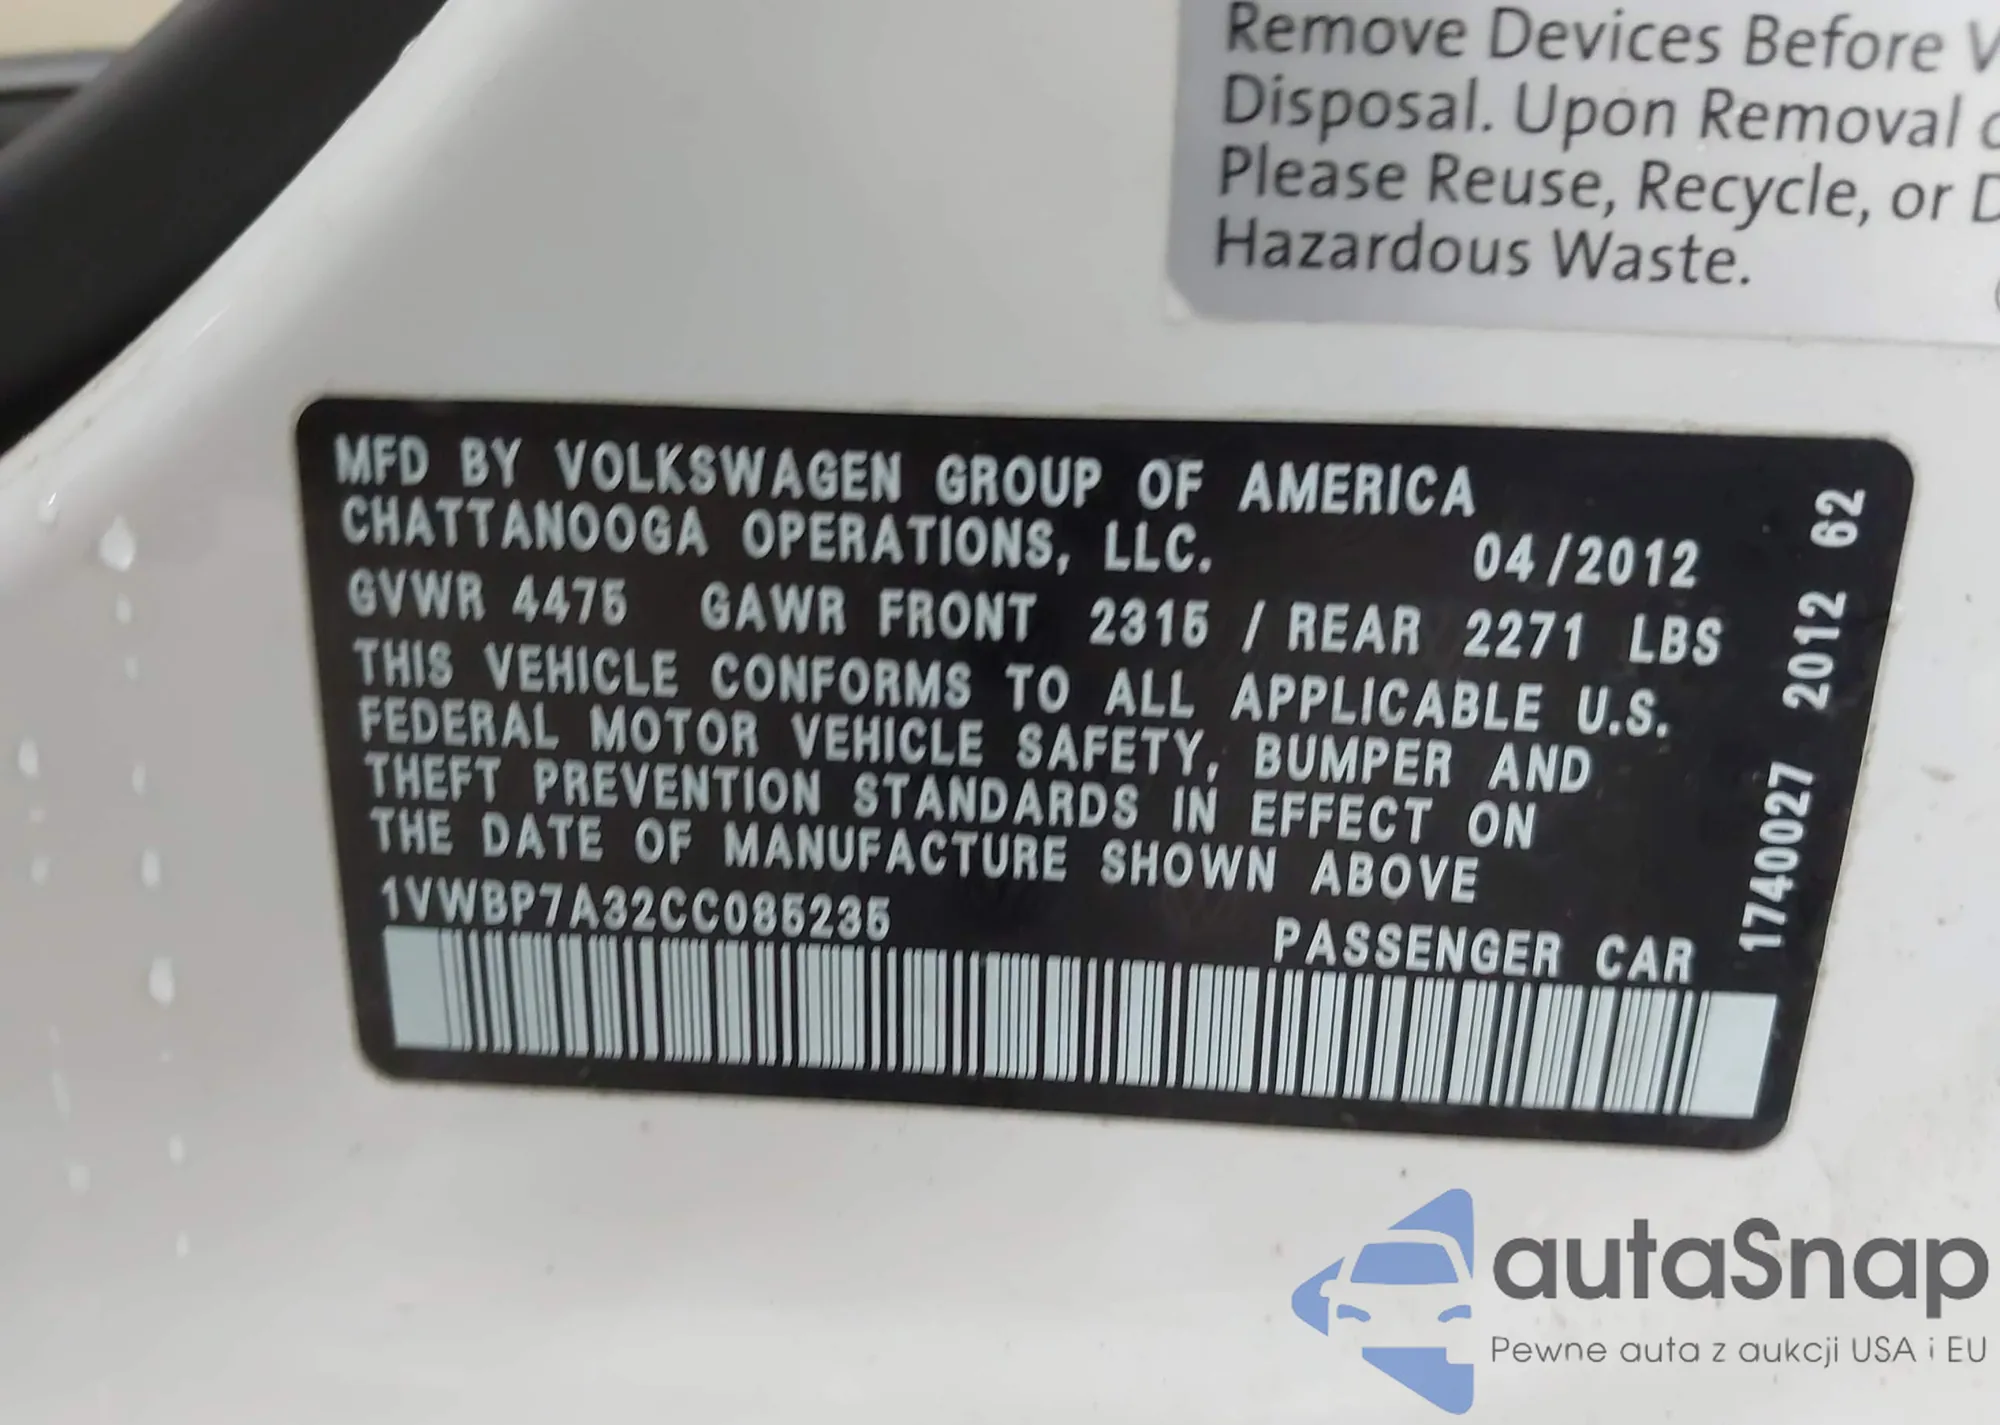 Remove Devices Before V
Disposal. Upon Removal
Please Reuse, Recycle, or D
Hazardous Waste.
MFD BY VOLKSWAGEN GROUP OF AMERICA
CHATTANOOGA OPERATIONS, LLC. 04/2012
GVWR 4475 GAWR FRONT 2315 / REAR 2271 LBS
THIS VEHICLE CONFORMS TO ALL APPLICABLE U.S.
FEDERAL MOTOR VEHICLE SAFETY, BUMPER AND
THEFT PREVENTION STANDARDS IN EFFECT ON
THE DATE OF MANUFACTURE SHOWN ABOVE
1VWBP7A32CC085235
PASSENGER CAR
1740027 2012 62
autaSnap
Pewne auta z aukcji USA i EU